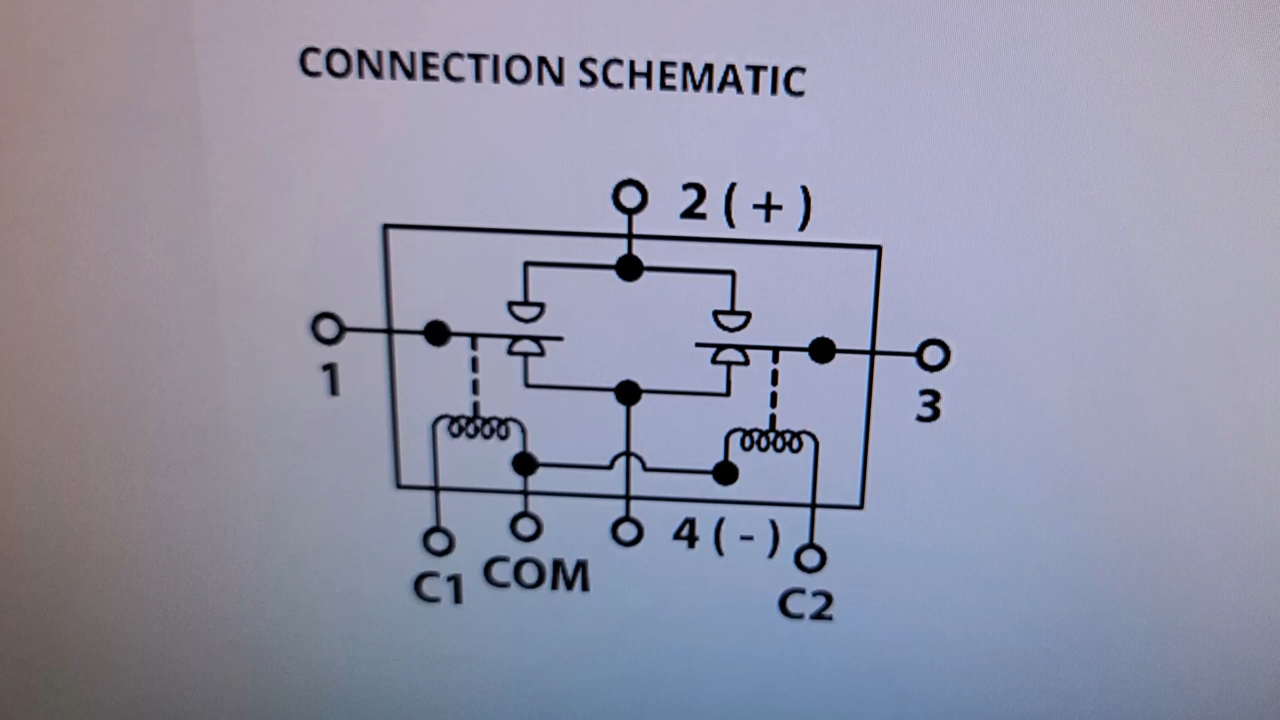 CONNECTION SCHEMATIC
2 ( + )
1
3
4 ( - )
C1 COM
C2